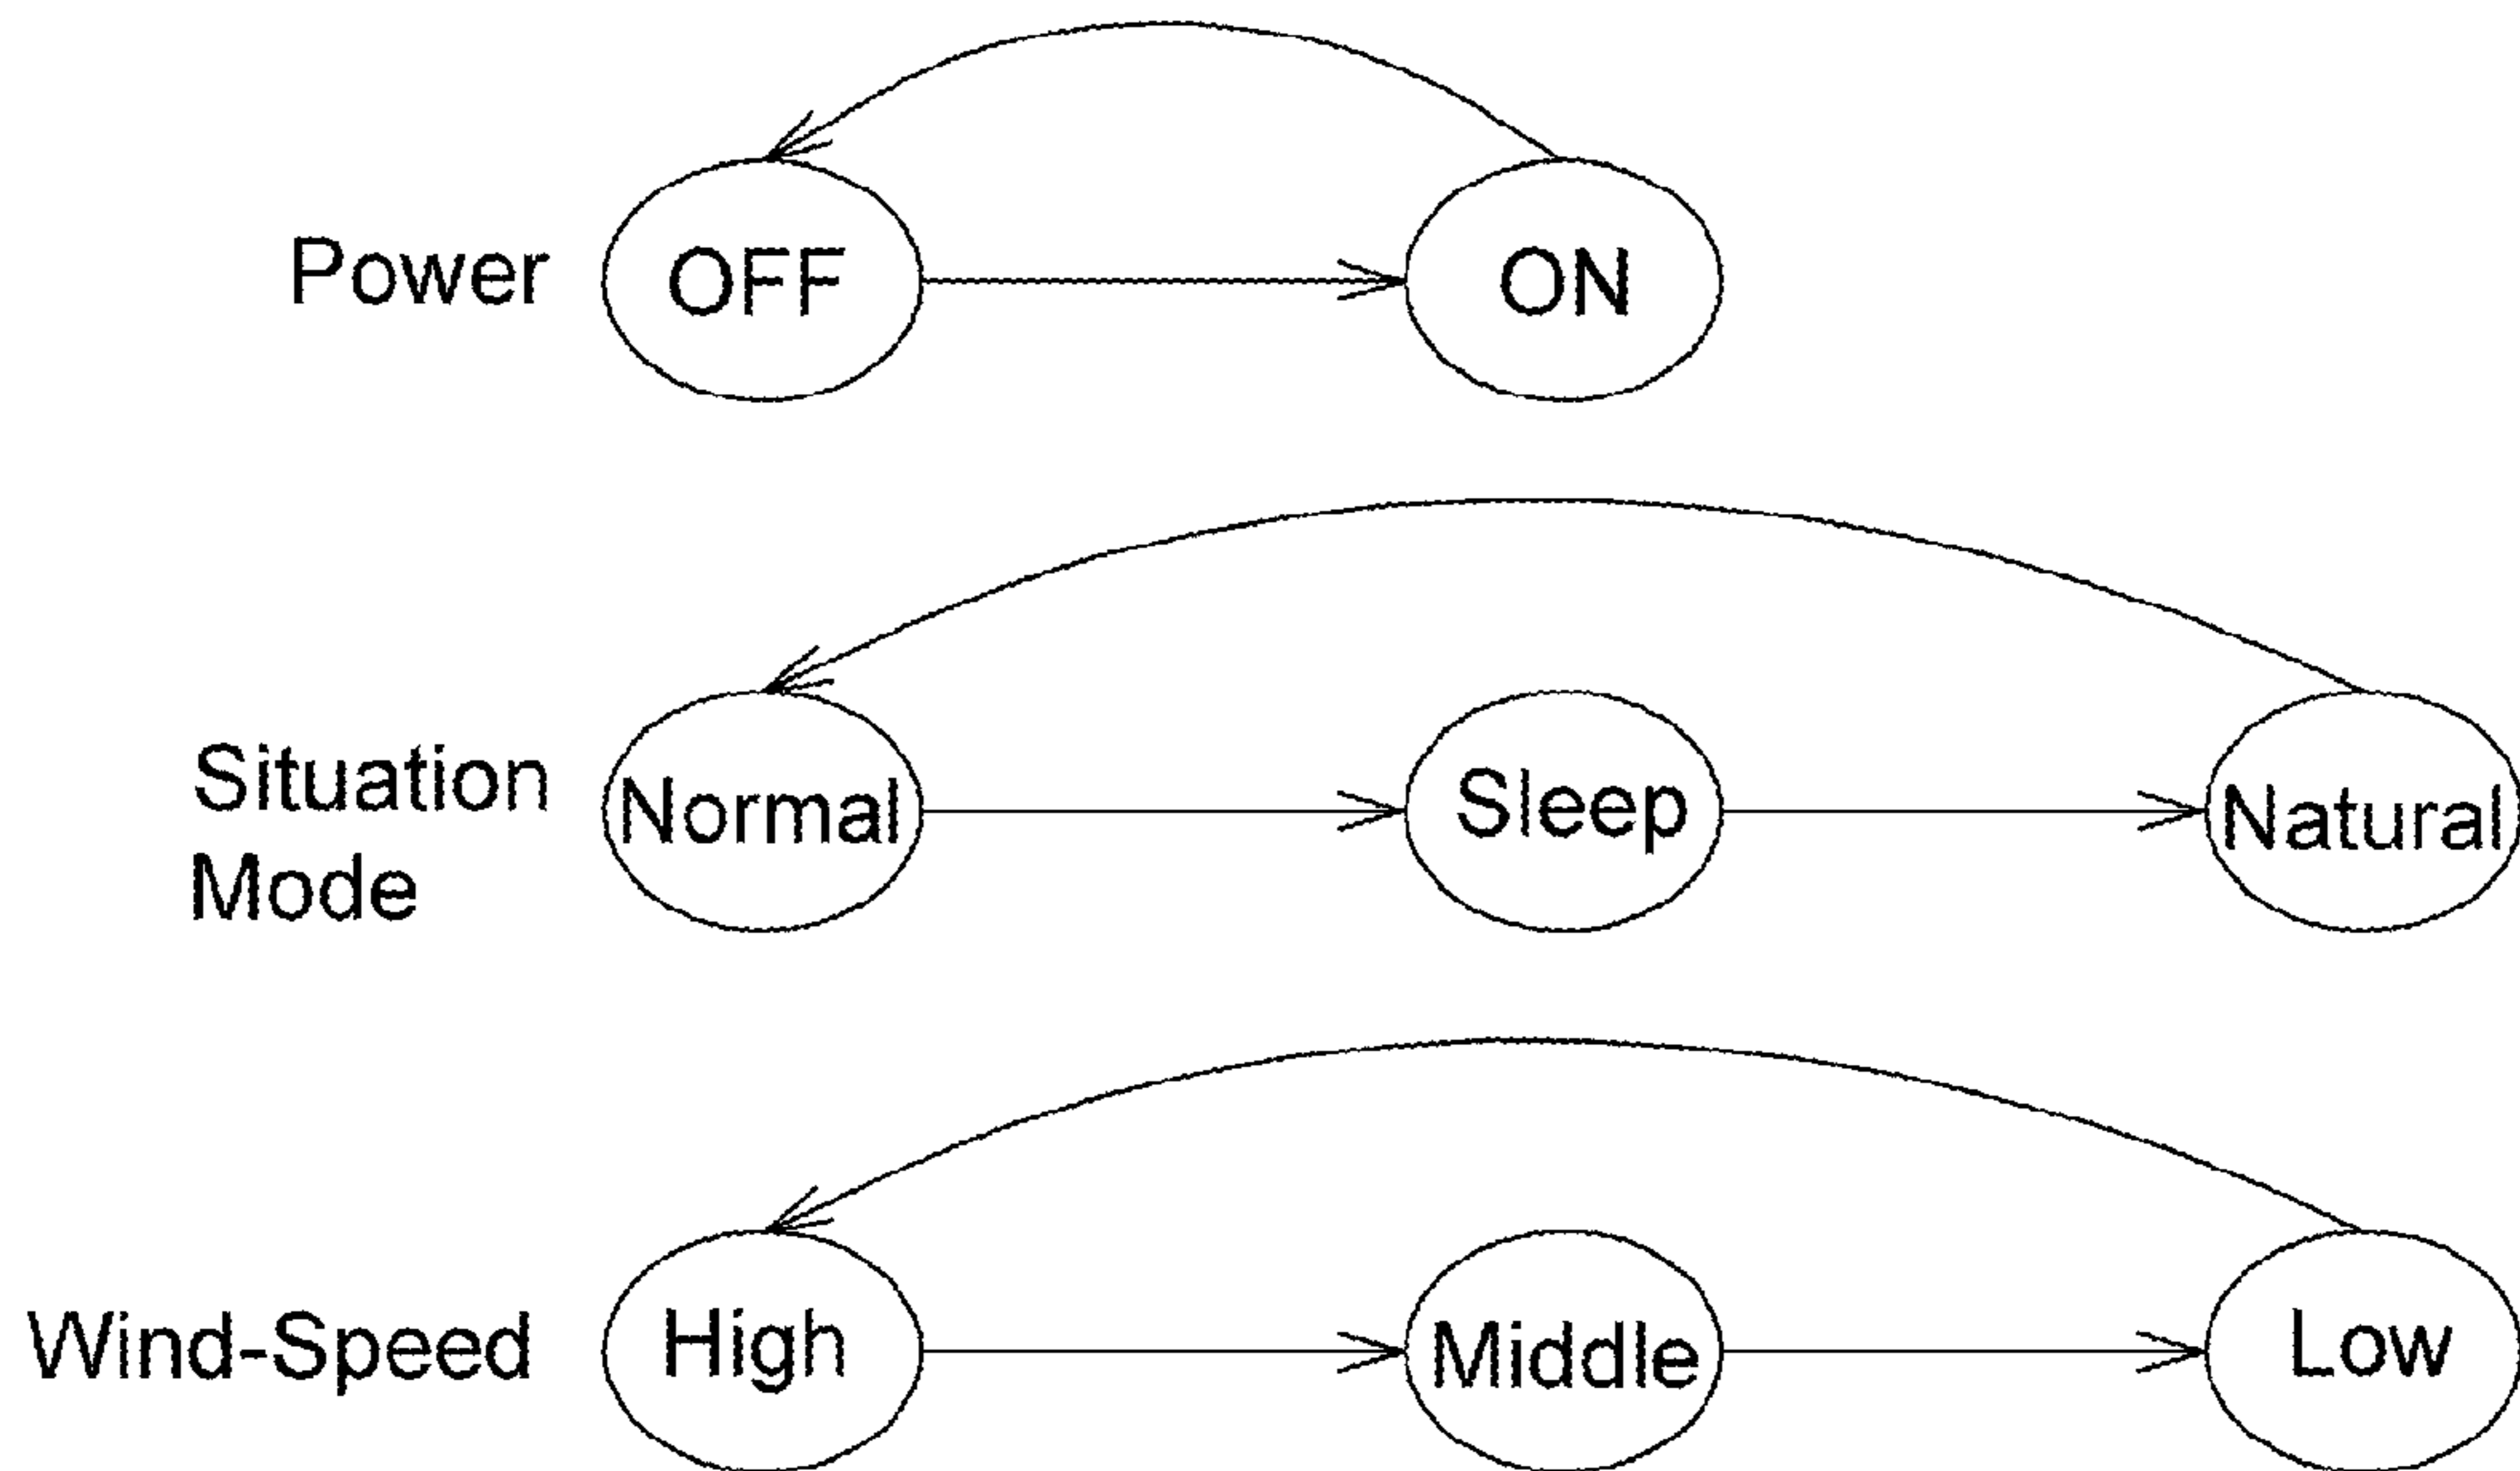 Power OFF ON
Situation
Mode
Normal Sleep Natural
Wind-Speed High Middle Low